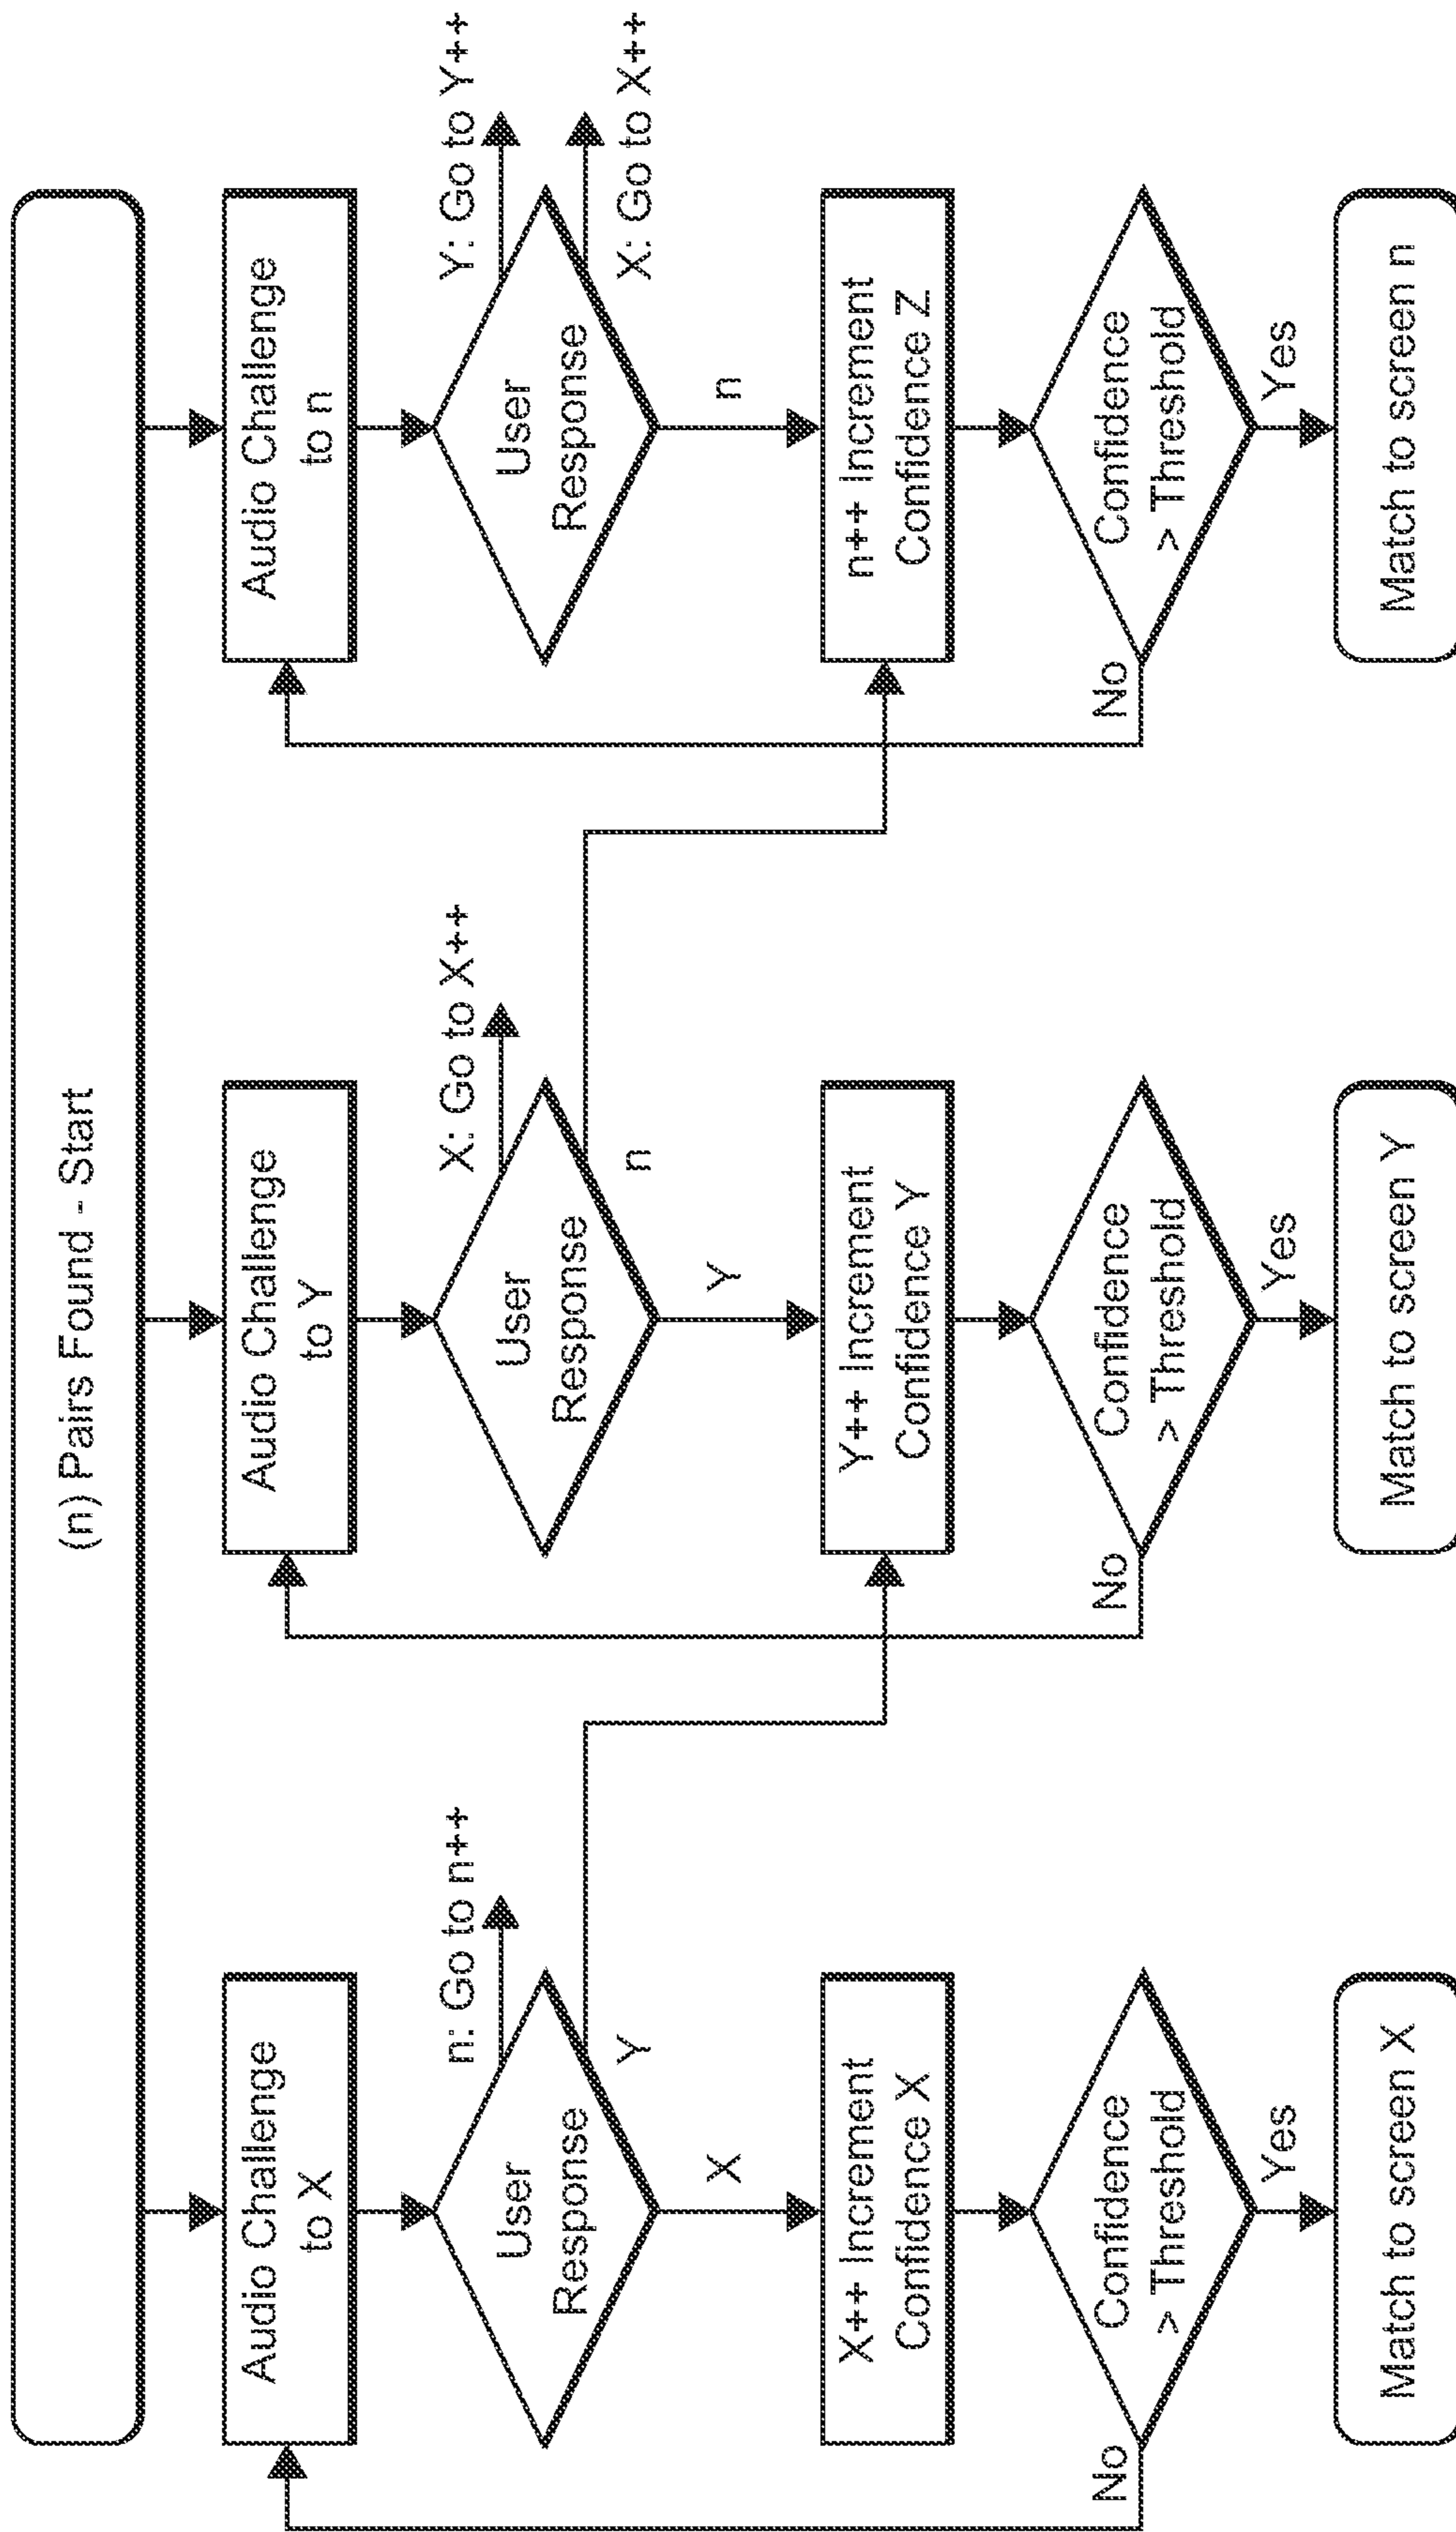 (n) Pairs Found - Start
Audio Challenge
to X
Audio Challenge
to Y
Audio Challenge
to n
n: Go to n++
X: Go to X++
Y: Go to Y++
User
Response
User
Response
User
Response
Y
n
X: Go to X++
X
Y
n
X++ Increment
Confidence X
Y++ Increment
Confidence Y
n++ Increment
Confidence Z
No
Confidence
> Threshold
No
Confidence
> Threshold
No
Confidence
> Threshold
Yes
Yes
Yes
Match to screen X
Match to screen Y
Match to screen n